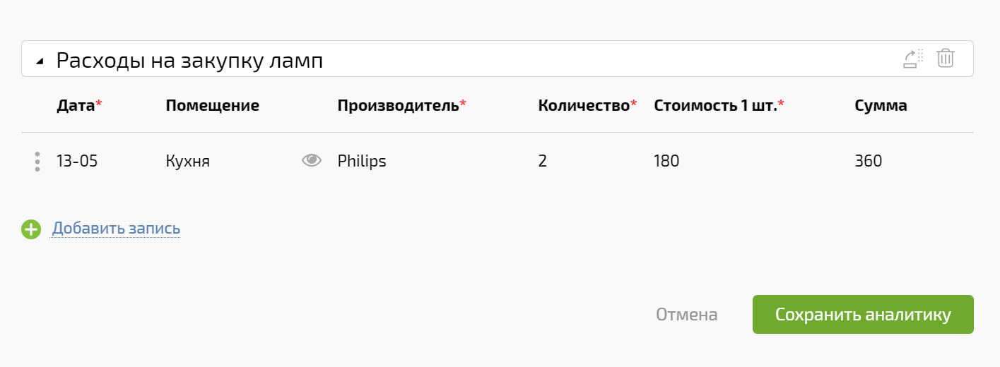 Расходы на закупку ламп
Дата* Помещение Производитель* Количество* Стоимость 1 шт.* Сумма
13-05 Кухня Philips 2 180 360
Добавить запись
Отмена Сохранить аналитику